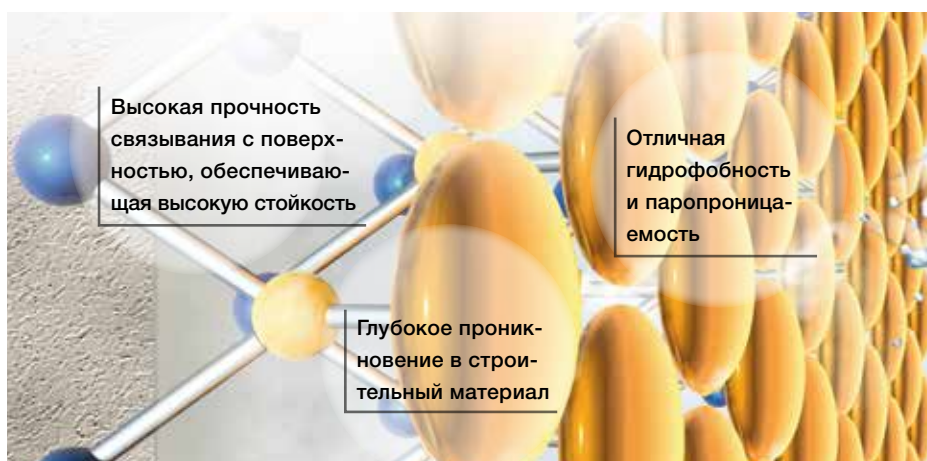 Высокая прочность
связывания с поверх-
ностью, обеспечиваю-
щая высокую стойкость
Отличная
гидрофобность
и паропроница-
емость
Глубокое проник-
новение в строи-
тельный материал